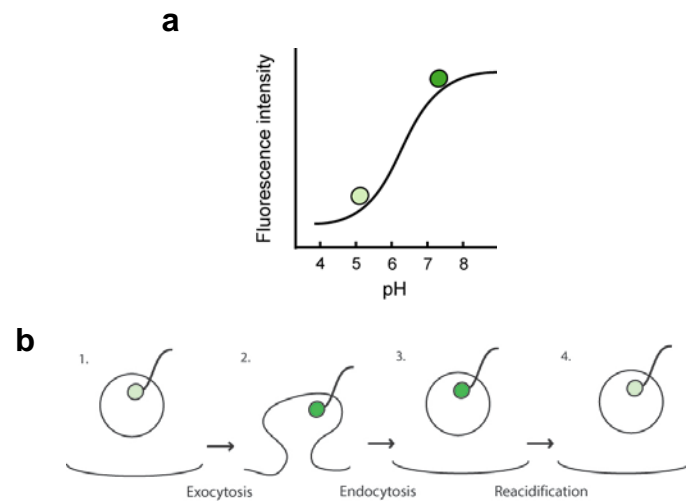 a
Fluorescence intensity
4 5 6 7 8
pH
b
1. 2. 3. 4.
Exocytosis Endocytosis Reacidification